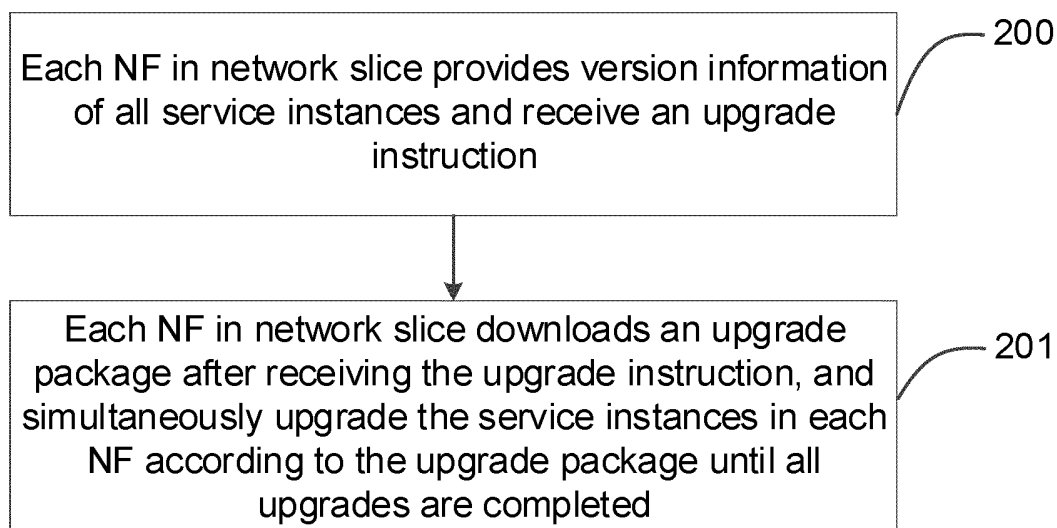 200
Each NF in network slice provides version information
of all service instances and receive an upgrade
instruction
201
Each NF in network slice downloads an upgrade
package after receiving the upgrade instruction, and
simultaneously upgrade the service instances in each
NF according to the upgrade package until all
upgrades are completed